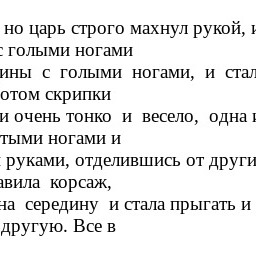 но царь строго махнул рукой, и
с голыми ногами
ины с голыми ногами, и стал
отом скрипки
и очень тонко и весело, одна и
тыми ногами и
руками, отделившись от други
авила корсаж,
на середину и стала прыгать и
другую. Все в